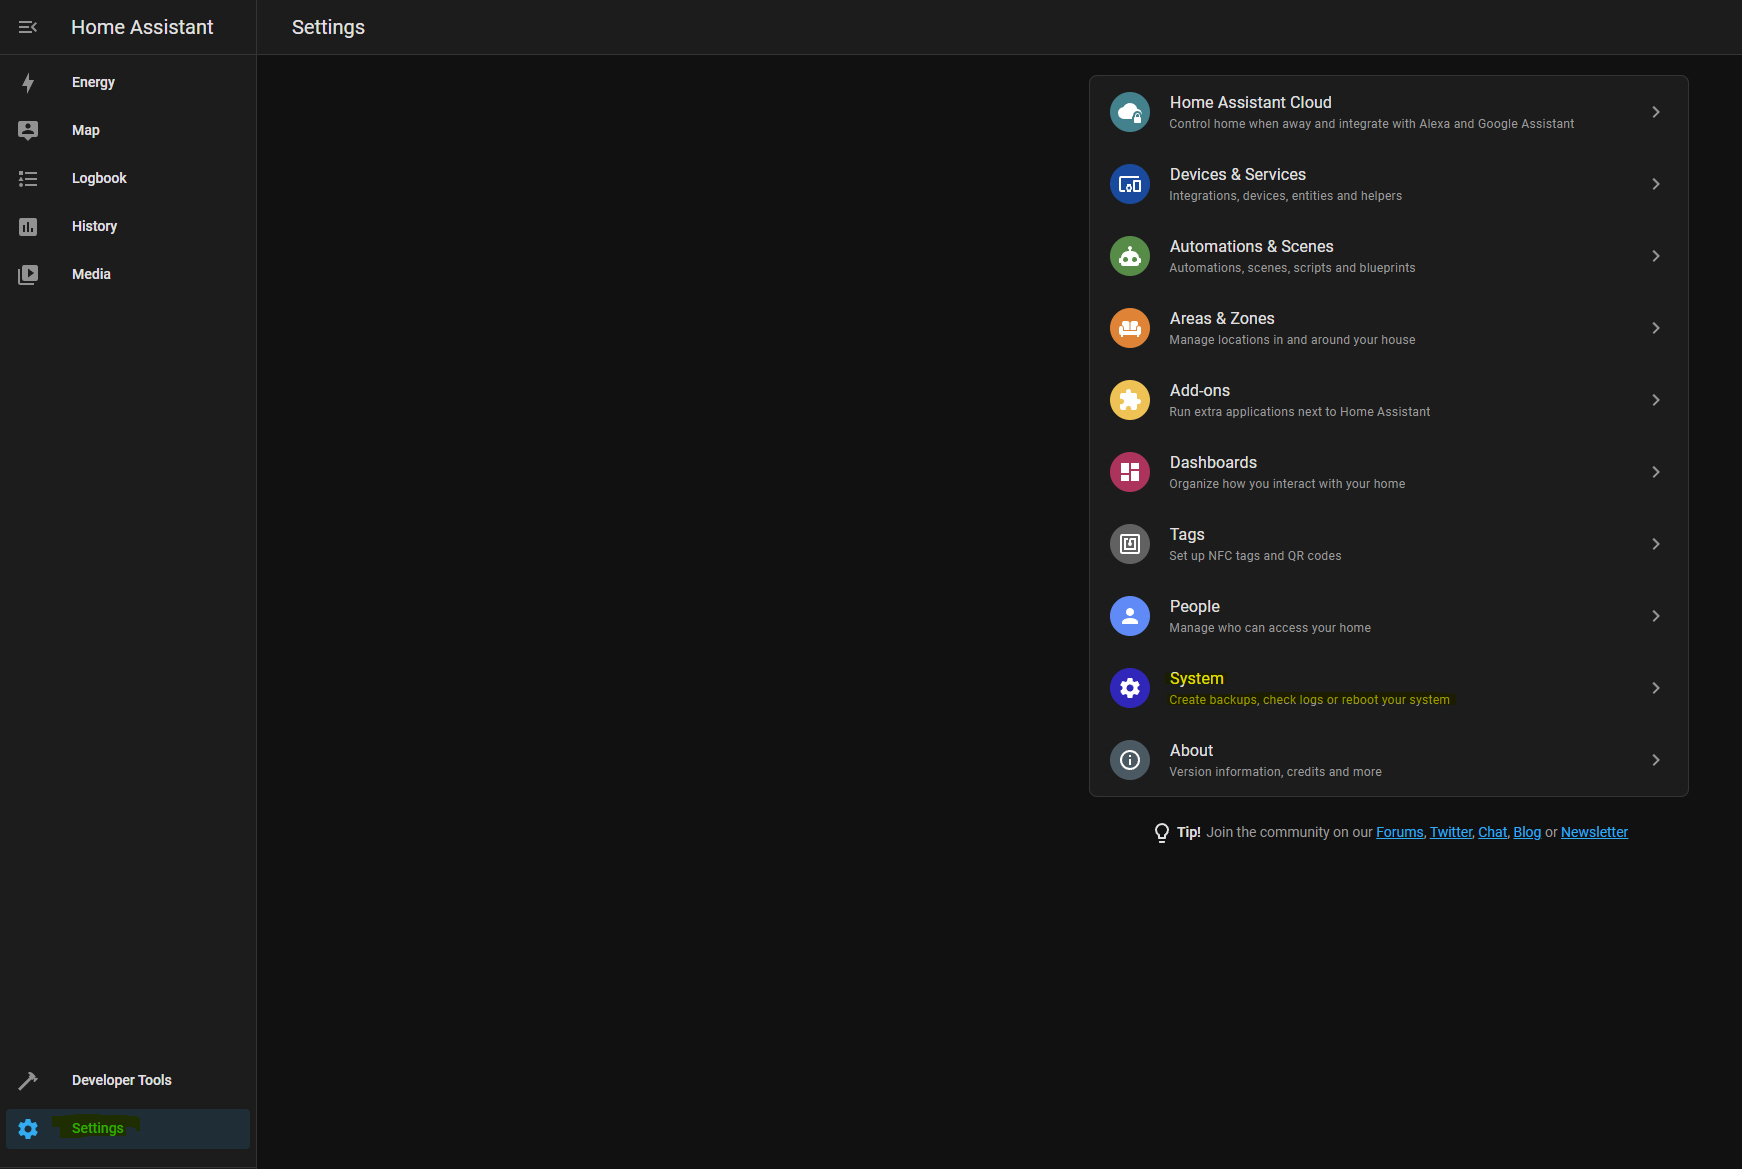 Home Assistant
Settings
Energy
Map
Logbook
History
Media
Developer Tools
Settings
Home Assistant Cloud
Control home when away and integrate with Alexa and Google Assistant
Devices & Services
Integrations, devices, entities and helpers
Automations & Scenes
Automations, scenes, scripts and blueprints
Areas & Zones
Manage locations in and around your house
Add-ons
Run extra applications next to Home Assistant
Dashboards
Organize how you interact with your home
Tags
Set up NFC tags and QR codes
People
Manage who can access your home
System
Create backups, check logs or reboot your system
About
Version information, credits and more
Tip! Join the community on our Forums, Twitter, Chat, Blog or Newsletter